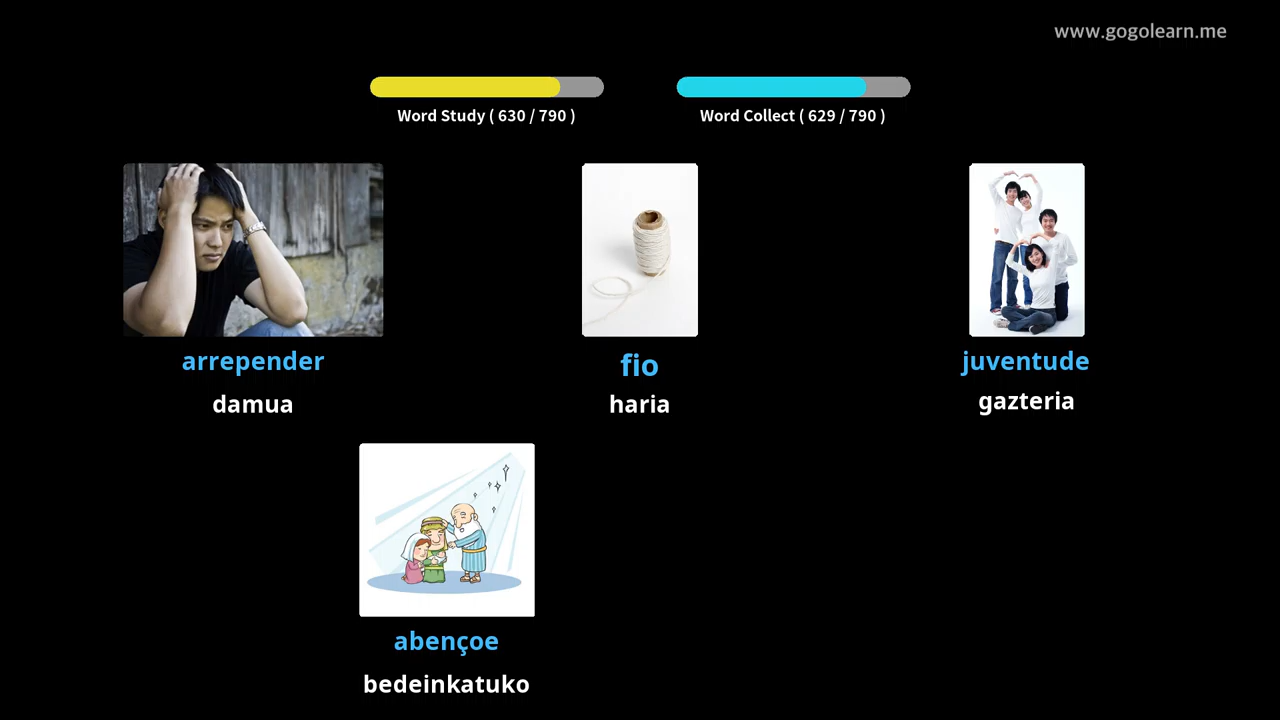 www.gogolearn.me
Word Study ( 630 / 790 )
Word Collect ( 629 / 790 )
arrepender
damua
fio
haria
juventude
gazteria
abençoe
bedeinkatuko